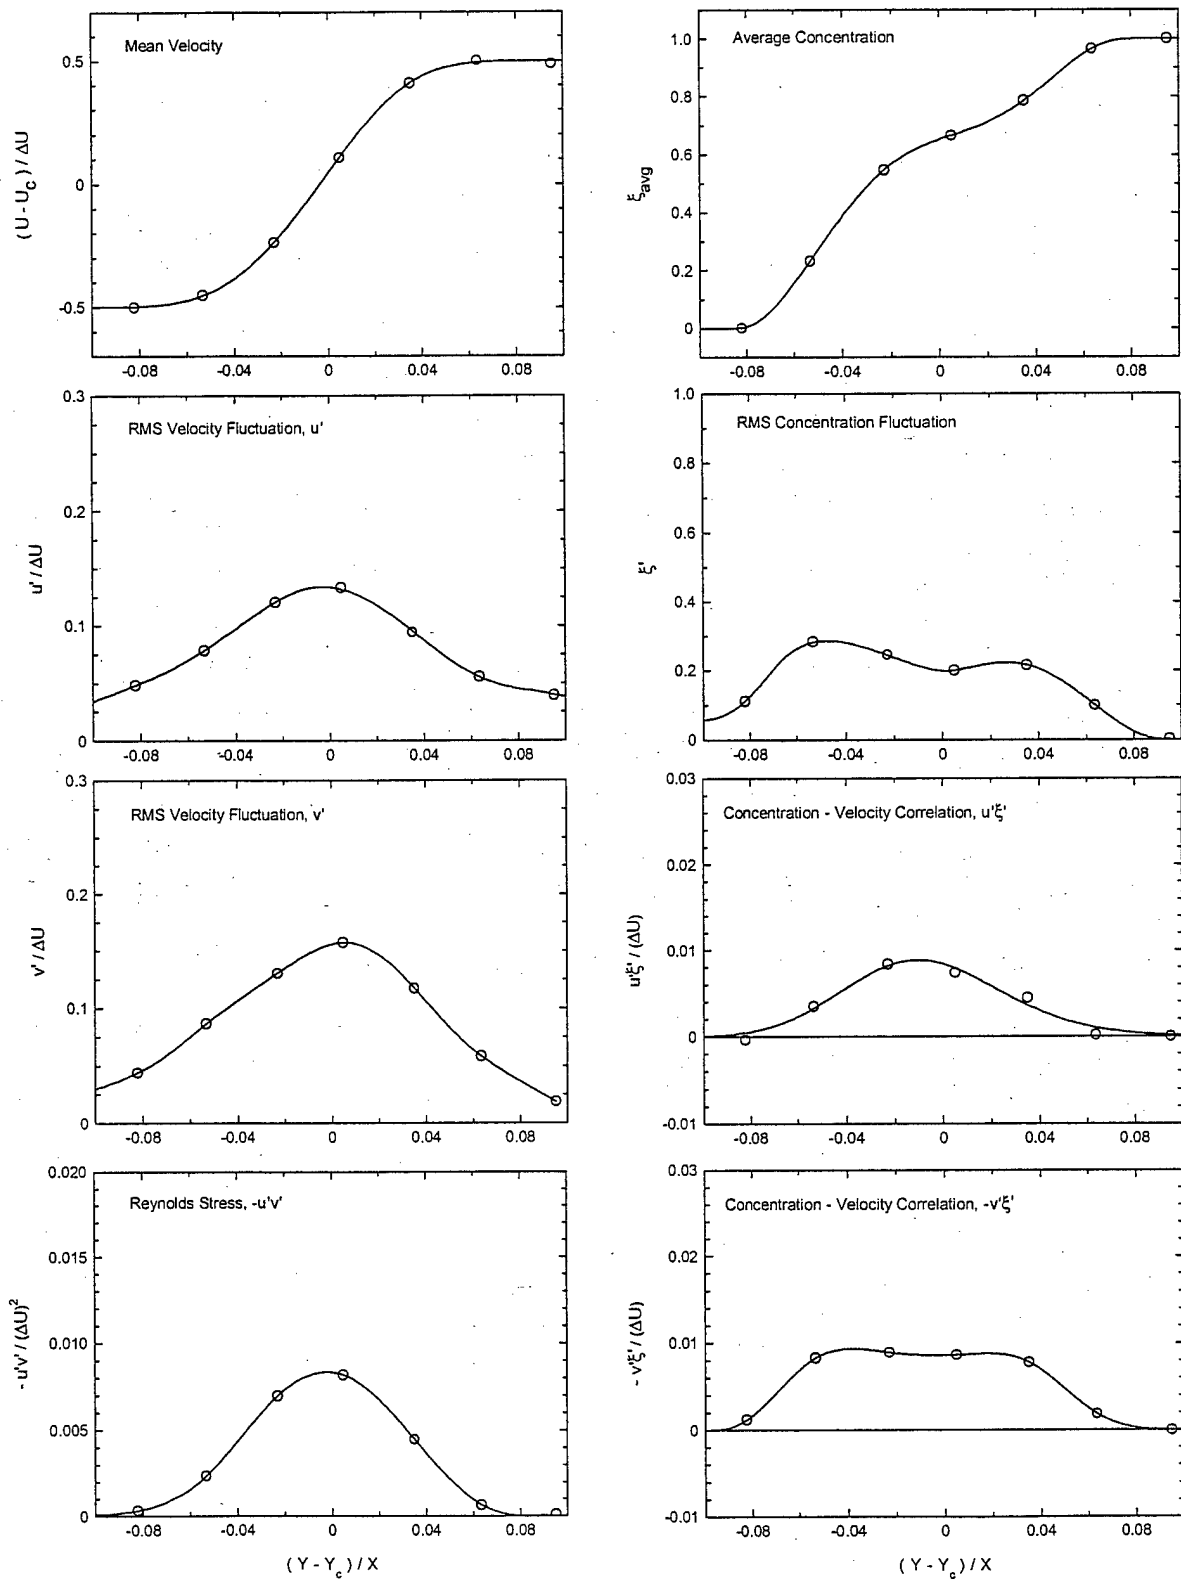 Mean Velocity
0.5
0
-0.5
( U - U_c ) / ΔU
-0.08 -0.04 0 0.04 0.08
Average Concentration
1.0
0.8
0.6
0.4
0.2
0
ξ_avg
-0.08 -0.04 0 0.04 0.08
RMS Velocity Fluctuation, u'
0.3
0.2
0.1
0
u' / ΔU
-0.08 -0.04 0 0.04 0.08
RMS Concentration Fluctuation
1.0
0.8
0.6
0.4
0.2
0
ξ'
-0.08 -0.04 0 0.04 0.08
RMS Velocity Fluctuation, v'
0.3
0.2
0.1
0
v' / ΔU
-0.08 -0.04 0 0.04 0.08
Concentration - Velocity Correlation, u'ξ'
0.03
0.02
0.01
0
-0.01
u'ξ' / (ΔU)
-0.08 -0.04 0 0.04 0.08
Reynolds Stress, -u'v'
0.020
0.015
0.010
0.005
0
- u'v' / (ΔU)²
-0.08 -0.04 0 0.04 0.08
( Y - Y_c ) / X
Concentration - Velocity Correlation, -v'ξ'
0.03
0.02
0.01
0
-0.01
- v'ξ' / (ΔU)
-0.08 -0.04 0 0.04 0.08
( Y - Y_c ) / X